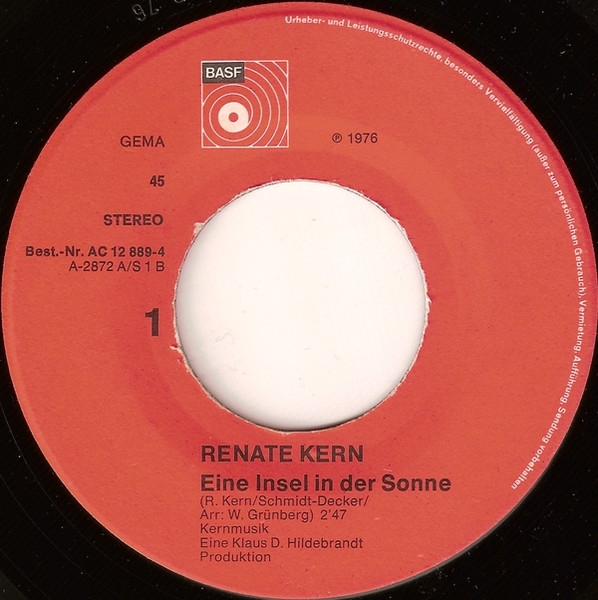 Urheber- und Leistungsschutzrechte, besonders Vervielfältigung (außer zum persönlichen Gebrauch), Vermietung, Aufführung, Sendung vorbehalten
BASF
GEMA
℗ 1976
45
STEREO
Best.-Nr. AC 12 889-4
A-2872 A/S 1 B
1
RENATE KERN
Eine Insel in der Sonne
(R. Kern/Schmidt-Decker/
Arr: W. Grünberg) 2'47
Kernmusik
Eine Klaus D. Hildebrandt
Produktion